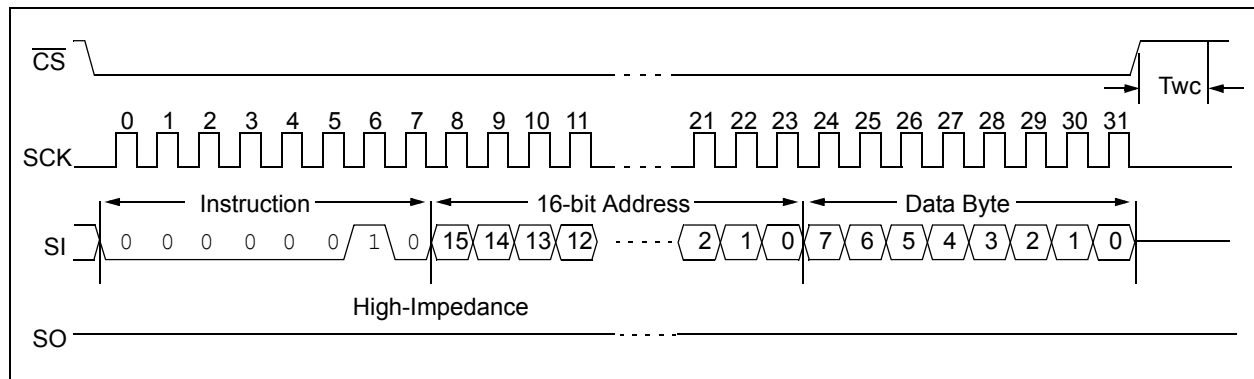 CS
Twc
0 1 2 3 4 5 6 7 8 9 10 11 21 22 23 24 25 26 27 28 29 30 31
SCK
Instruction 16-bit Address Data Byte
SI 0 0 0 0 0 0 1 0 15 14 13 12 2 1 0 7 6 5 4 3 2 1 0
High-Impedance
SO